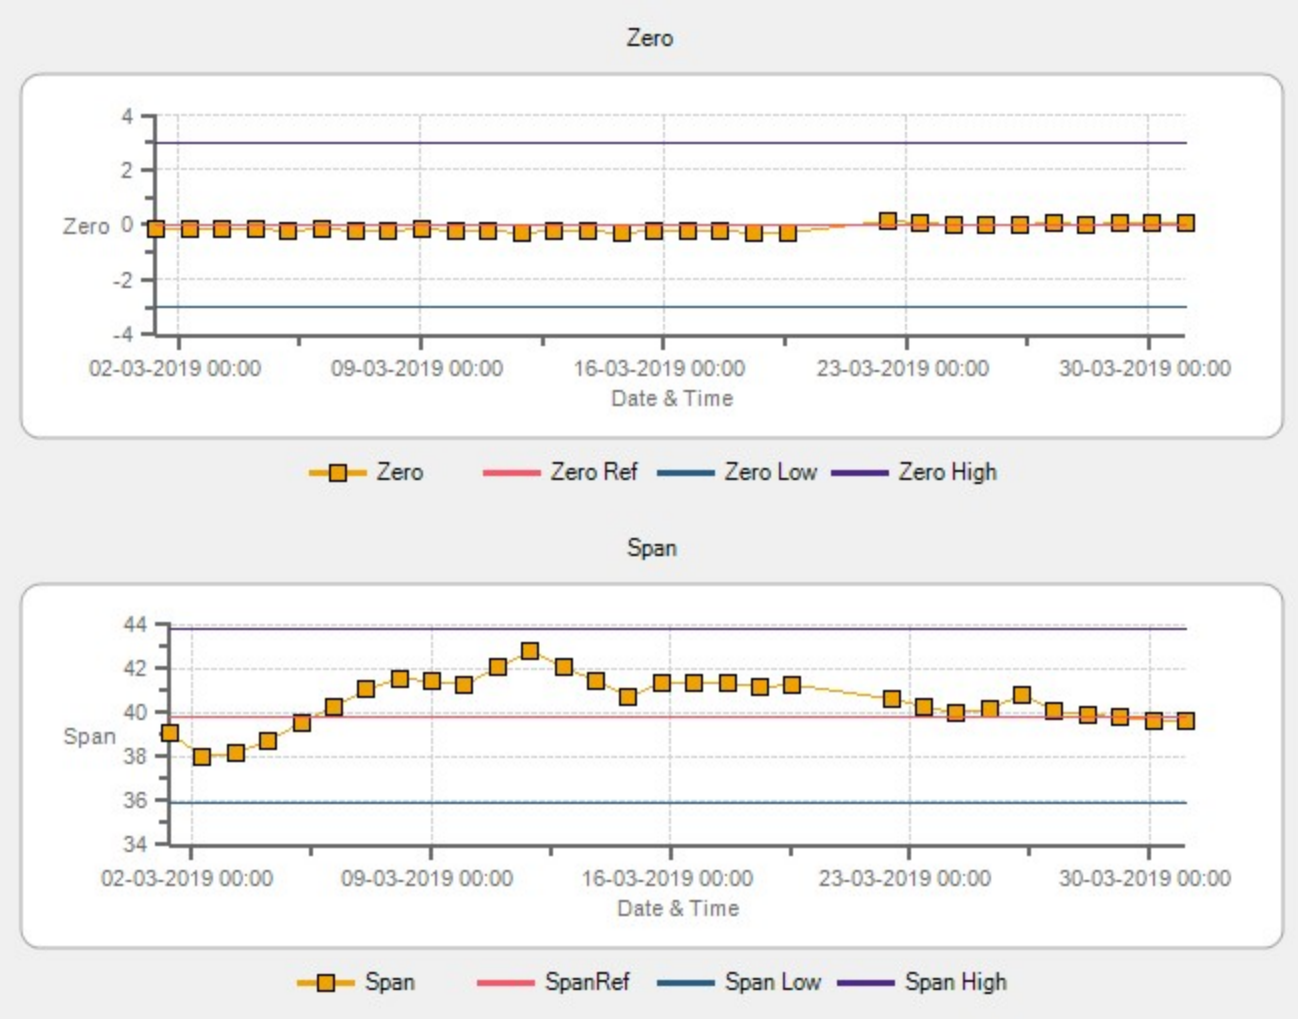 Zero
4
2
Zero 0
-2
-4
02-03-2019 00:00 09-03-2019 00:00 16-03-2019 00:00 23-03-2019 00:00 30-03-2019 00:00
Date & Time
Zero Zero Ref Zero Low Zero High
Span
44
42
40
Span
38
36
34
02-03-2019 00:00 09-03-2019 00:00 16-03-2019 00:00 23-03-2019 00:00 30-03-2019 00:00
Date & Time
Span SpanRef Span Low Span High